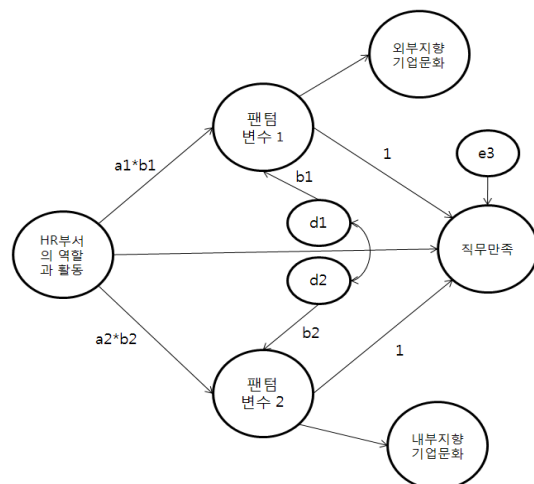 외부지향
기업문화
팬텀
변수 1
1
e3
a1*b1
b1
d1
HR부서
의 역할
과 활동
직무만족
d2
a2*b2
b2
1
팬텀
변수 2
내부지향
기업문화